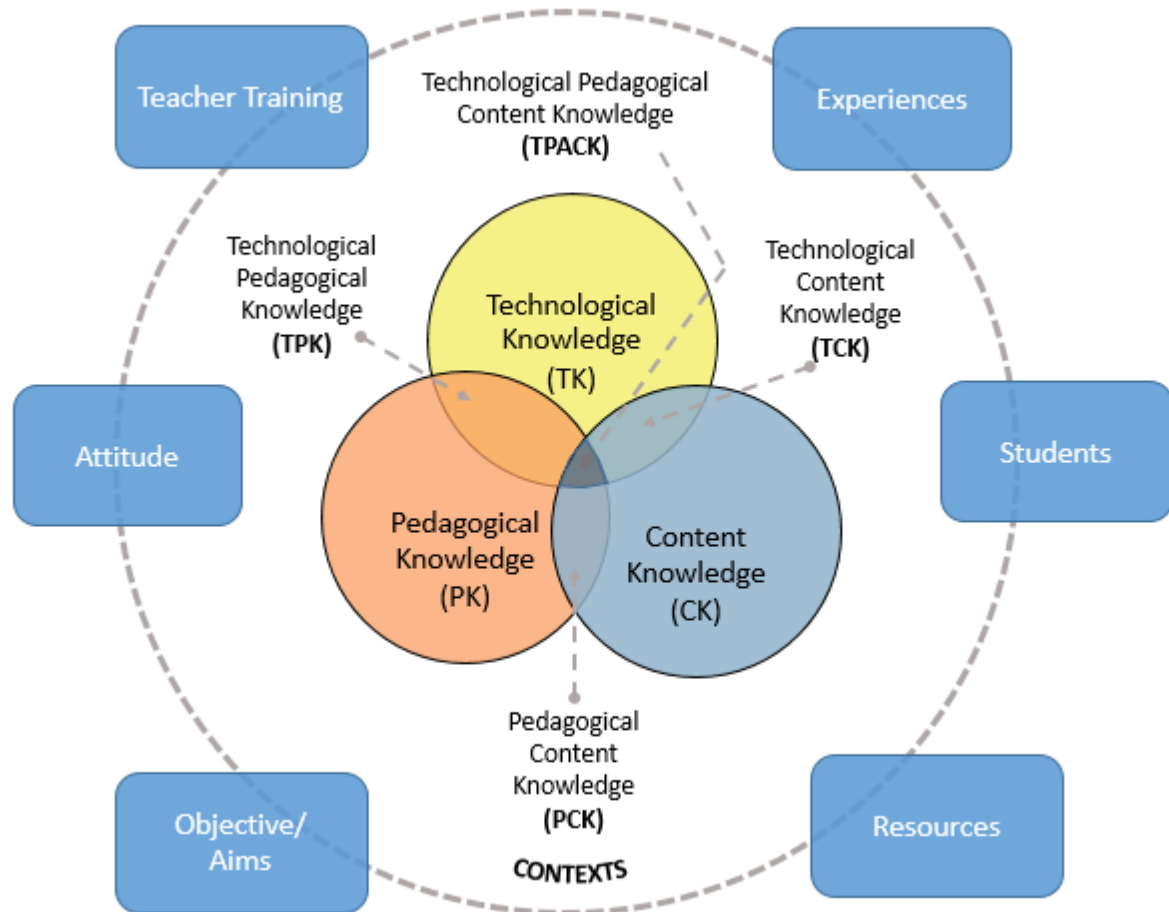 Teacher Training
Technological Pedagogical
Content Knowledge
(TPACK)
Experiences
Technological
Pedagogical
Knowledge
(TPK)
Technological
Content
Knowledge
(TCK)
Technological
Knowledge
(TK)
Attitude
Students
Pedagogical
Knowledge
(PK)
Content
Knowledge
(CK)
Pedagogical
Content
Knowledge
(PCK)
Objective/
Aims
Resources
CONTEXTS